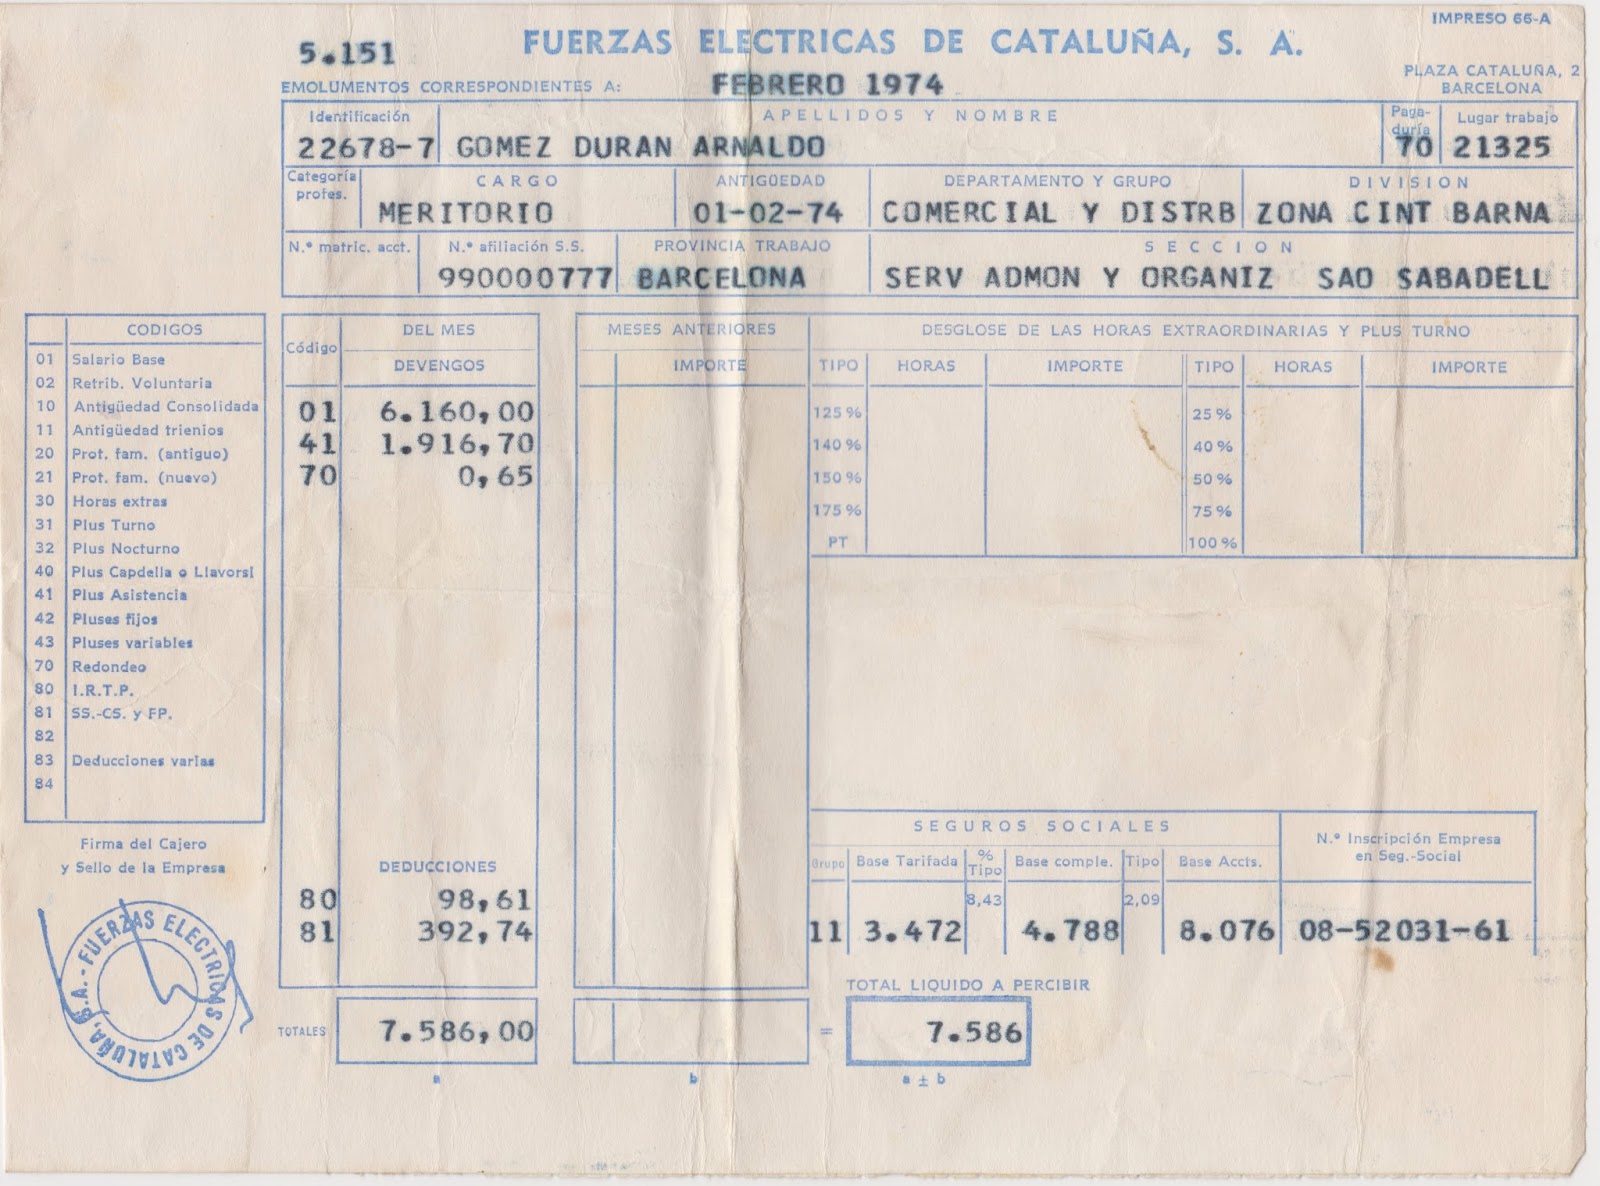 IMPRESO 66-A
5.151
FUERZAS ELECTRICAS DE CATALUÑA, S. A.
EMOLUMENTOS CORRESPONDIENTES A: FEBRERO 1974
PLAZA CATALUÑA, 2
BARCELONA
Identificación
APELLIDOS Y NOMBRE
Paga-
duría
Lugar trabajo
22678-7 GOMEZ DURAN ARNALDO 70 21325
Categoría
profes.
CARGO
ANTIGÜEDAD
DEPARTAMENTO Y GRUPO
DIVISION
MERITORIO 01-02-74 COMERCIAL Y DISTRB ZONA CINT BARNA
N.º matric. acct.
N.º afiliación S.S.
PROVINCIA TRABAJO
SECCION
990000777 BARCELONA SERV ADMON Y ORGANIZ SAO SABADELL
CODIGOS
01 Salario Base
02 Retrib. Voluntaria
10 Antigüedad Consolidada
11 Antigüedad trienios
20 Prot. fam. (antiguo)
21 Prot. fam. (nuevo)
30 Horas extras
31 Plus Turno
32 Plus Nocturno
40 Plus Capdella o Llavorsi
41 Plus Asistencia
42 Pluses fijos
43 Pluses variables
70 Redondeo
80 I.R.T.P.
81 SS.-CS. y FP.
82
83 Deducciones varias
84
Código
DEL MES
DEVENGOS
01 6.160,00
41 1.916,70
70 0,65
MESES ANTERIORES
IMPORTE
DESGLOSE DE LAS HORAS EXTRAORDINARIAS Y PLUS TURNO
TIPO HORAS IMPORTE TIPO HORAS IMPORTE
125 % 25 %
140 % 40 %
150 % 50 %
175 % 75 %
PT 100 %
DEDUCCIONES
80 98,61
81 392,74
SEGUROS SOCIALES
N.º Inscripción Empresa
en Seg.-Social
Grupo Base Tarifada % Tipo Base comple. Tipo Base Accts.
8,43 2,09
11 3.472 4.788 8.076 08-52031-61
Firma del Cajero
y Sello de la Empresa
FUERZAS ELECTRICAS DE CATALUÑA, S.A. -
TOTAL LIQUIDO A PERCIBIR
TOTALES 7.586,00 = 7.586
a b a ± b